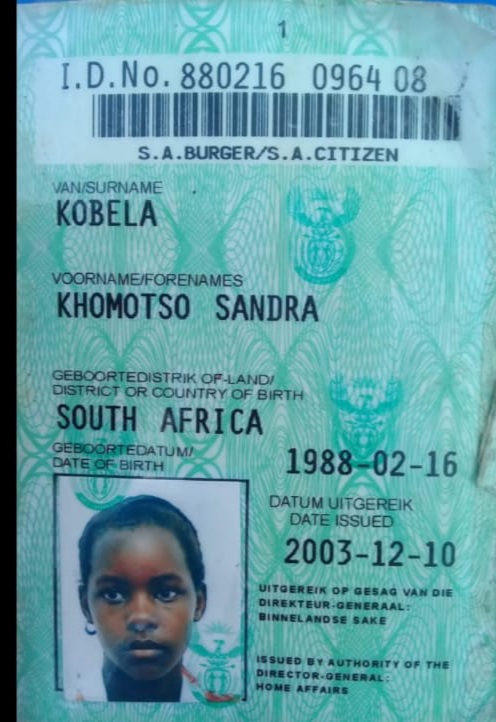 1
I.D.No. 880216 0964 08
S.A.BURGER/S.A.CITIZEN
VAN/SURNAME
KOBELA
VOORNAME/FORENAMES
KHOMOTSO SANDRA
GEBOORTEDISTRIK OF-LAND/
DISTRICT OR COUNTRY OF BIRTH
SOUTH AFRICA
GEBOORTEDATUM/
DATE OF BIRTH
1988-02-16
DATUM UITGEREIK
DATE ISSUED
2003-12-10
UITGEREIK OP GESAG VAN DIE
DIREKTEUR-GENERAAL:
BINNELANDSE SAKE
ISSUED BY AUTHORITY OF THE
DIRECTOR-GENERAL:
HOME AFFAIRS